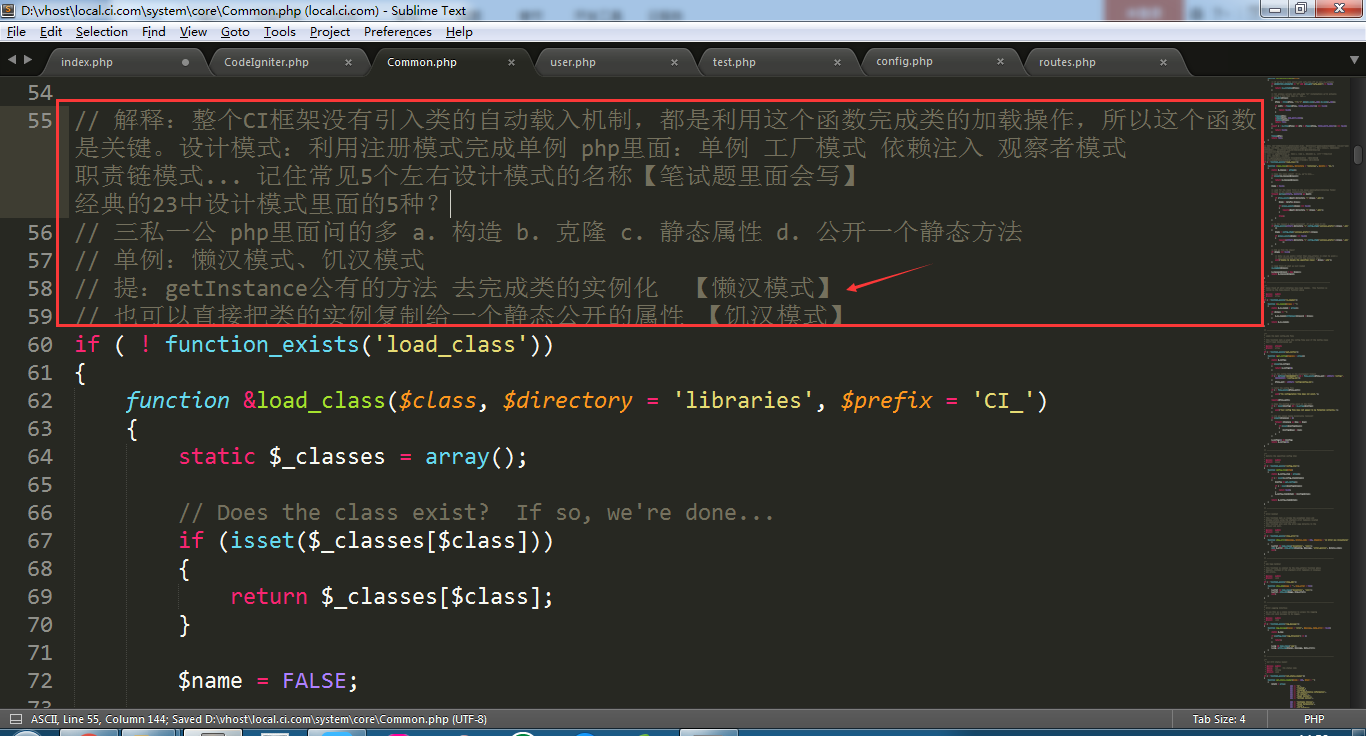 D:\vhost\local.ci.com\system\core\Common.php (local.ci.com) - Sublime Text
File Edit Selection Find View Goto Tools Project Preferences Help
index.php CodeIgniter.php Common.php user.php test.php config.php routes.php
54
55 // 解释：整个CI框架没有引入类的自动载入机制，都是利用这个函数完成类的加载操作，所以这个函数
是关键。设计模式：利用注册模式完成单例 php里面：单例 工厂模式 依赖注入 观察者模式
职责链模式... 记住常见5个左右设计模式的名称【笔试题里面会写】
经典的23中设计模式里面的5种？
56 // 三私一公 php里面问的多 a. 构造 b. 克隆 c. 静态属性 d. 公开一个静态方法
57 // 单例：懒汉模式、饥汉模式
58 // 提：getInstance公有的方法 去完成类的实例化 【懒汉模式】
59 // 也可以直接把类的实例复制给一个静态公开的属性 【饥汉模式】
60 if ( ! function_exists('load_class'))
61 {
62 function &load_class($class, $directory = 'libraries', $prefix = 'CI_')
63 {
64 static $_classes = array();
65
66 // Does the class exist?  If so, we're done...
67 if (isset($_classes[$class]))
68 {
69 return $_classes[$class];
70 }
71
72 $name = FALSE;
73
ASCII, Line 55, Column 144; Saved D:\vhost\local.ci.com\system\core\Common.php (UTF-8) Tab Size: 4 PHP